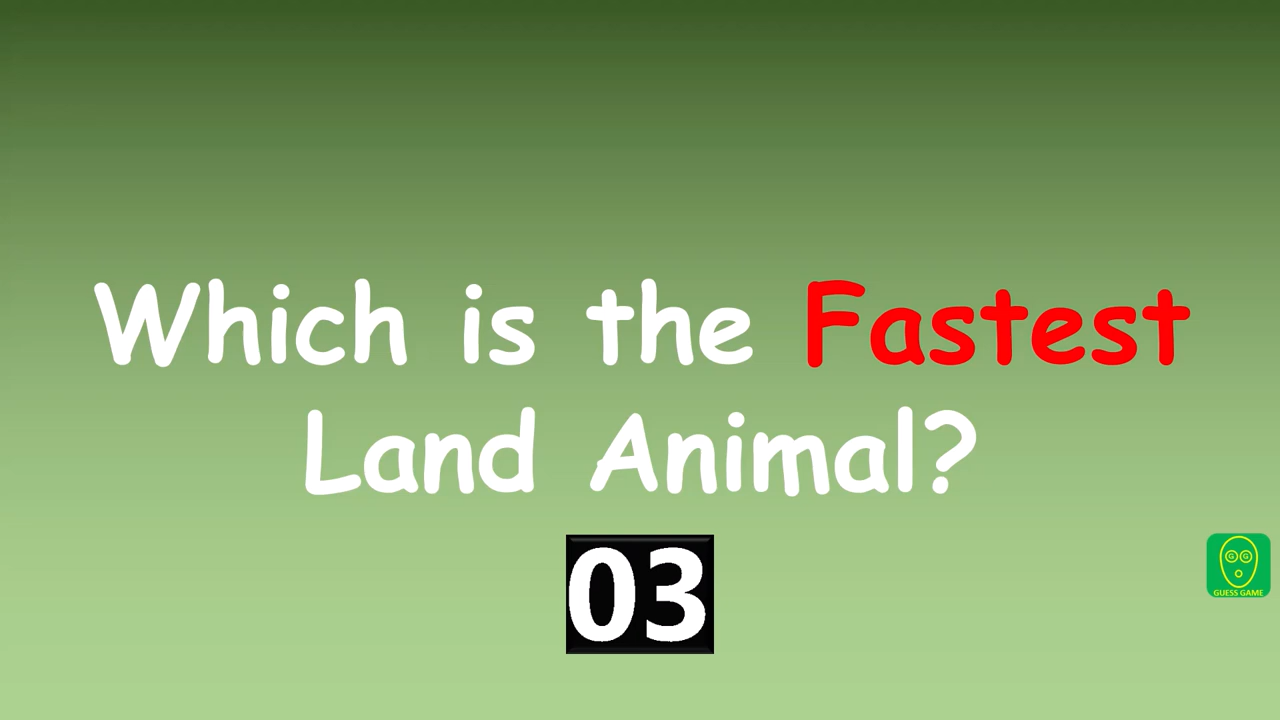 Which is the Fastest
Land Animal?
03
G G
GUESS GAME